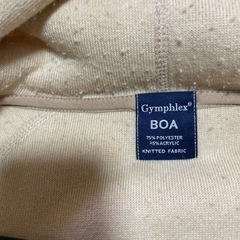 Gymphlex®
BOA
75% POLYESTER
25% ACRYLIC
KNITTED FABRIC